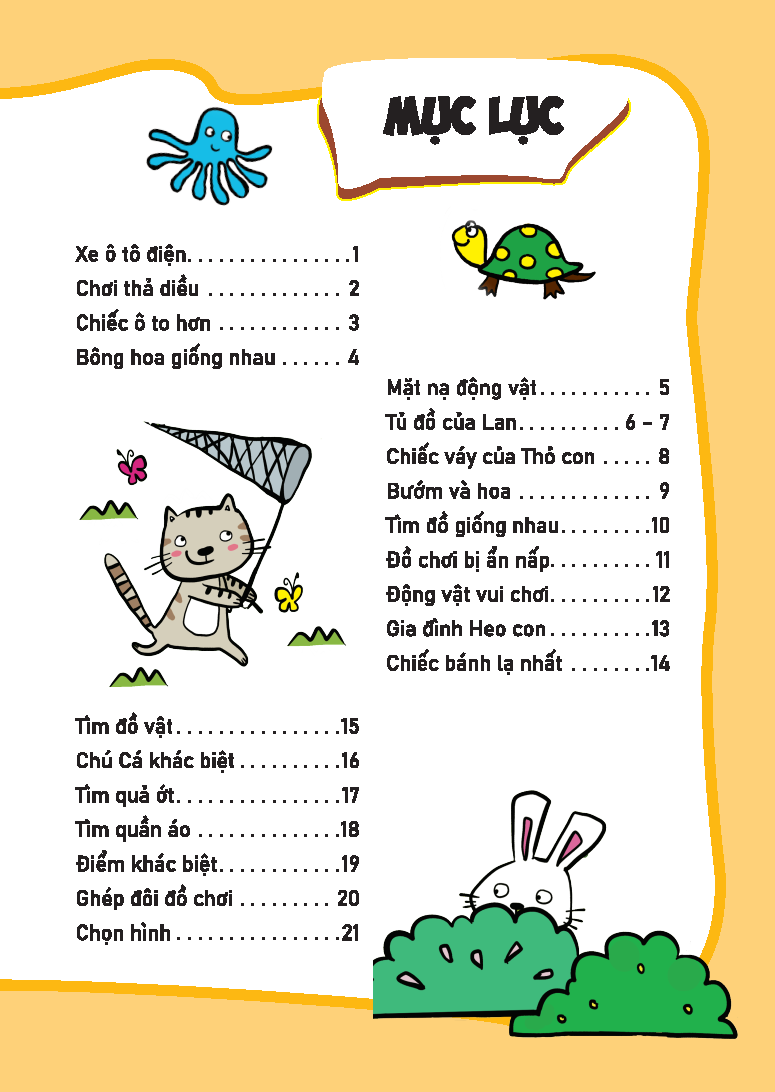 MỤC LỤC
Xe ô tô điện. . . . . . . . . . . . . . . .1
Chơi thả diều . . . . . . . . . . . . . 2
Chiếc ô to hơn . . . . . . . . . . . . 3
Bông hoa giống nhau . . . . . . 4
Mặt nạ động vật. . . . . . . . . . . 5
Tủ đồ của Lan. . . . . . . . . . 6 – 7
Chiếc váy của Thỏ con . . . . . 8
Bướm và hoa . . . . . . . . . . . . . 9
Tìm đồ giống nhau. . . . . . . . .10
Đồ chơi bị ẩn nấp. . . . . . . . . . 11
Động vật vui chơi. . . . . . . . . .12
Gia đình Heo con . . . . . . . . . .13
Chiếc bánh lạ nhất . . . . . . . .14
Tìm đồ vật. . . . . . . . . . . . . . . .15
Chú Cá khác biệt . . . . . . . . . .16
Tìm quả ớt. . . . . . . . . . . . . . . .17
Tìm quần áo . . . . . . . . . . . . . .18
Điểm khác biệt. . . . . . . . . . . .19
Ghép đôi đồ chơi . . . . . . . . . 20
Chọn hình . . . . . . . . . . . . . . . .21